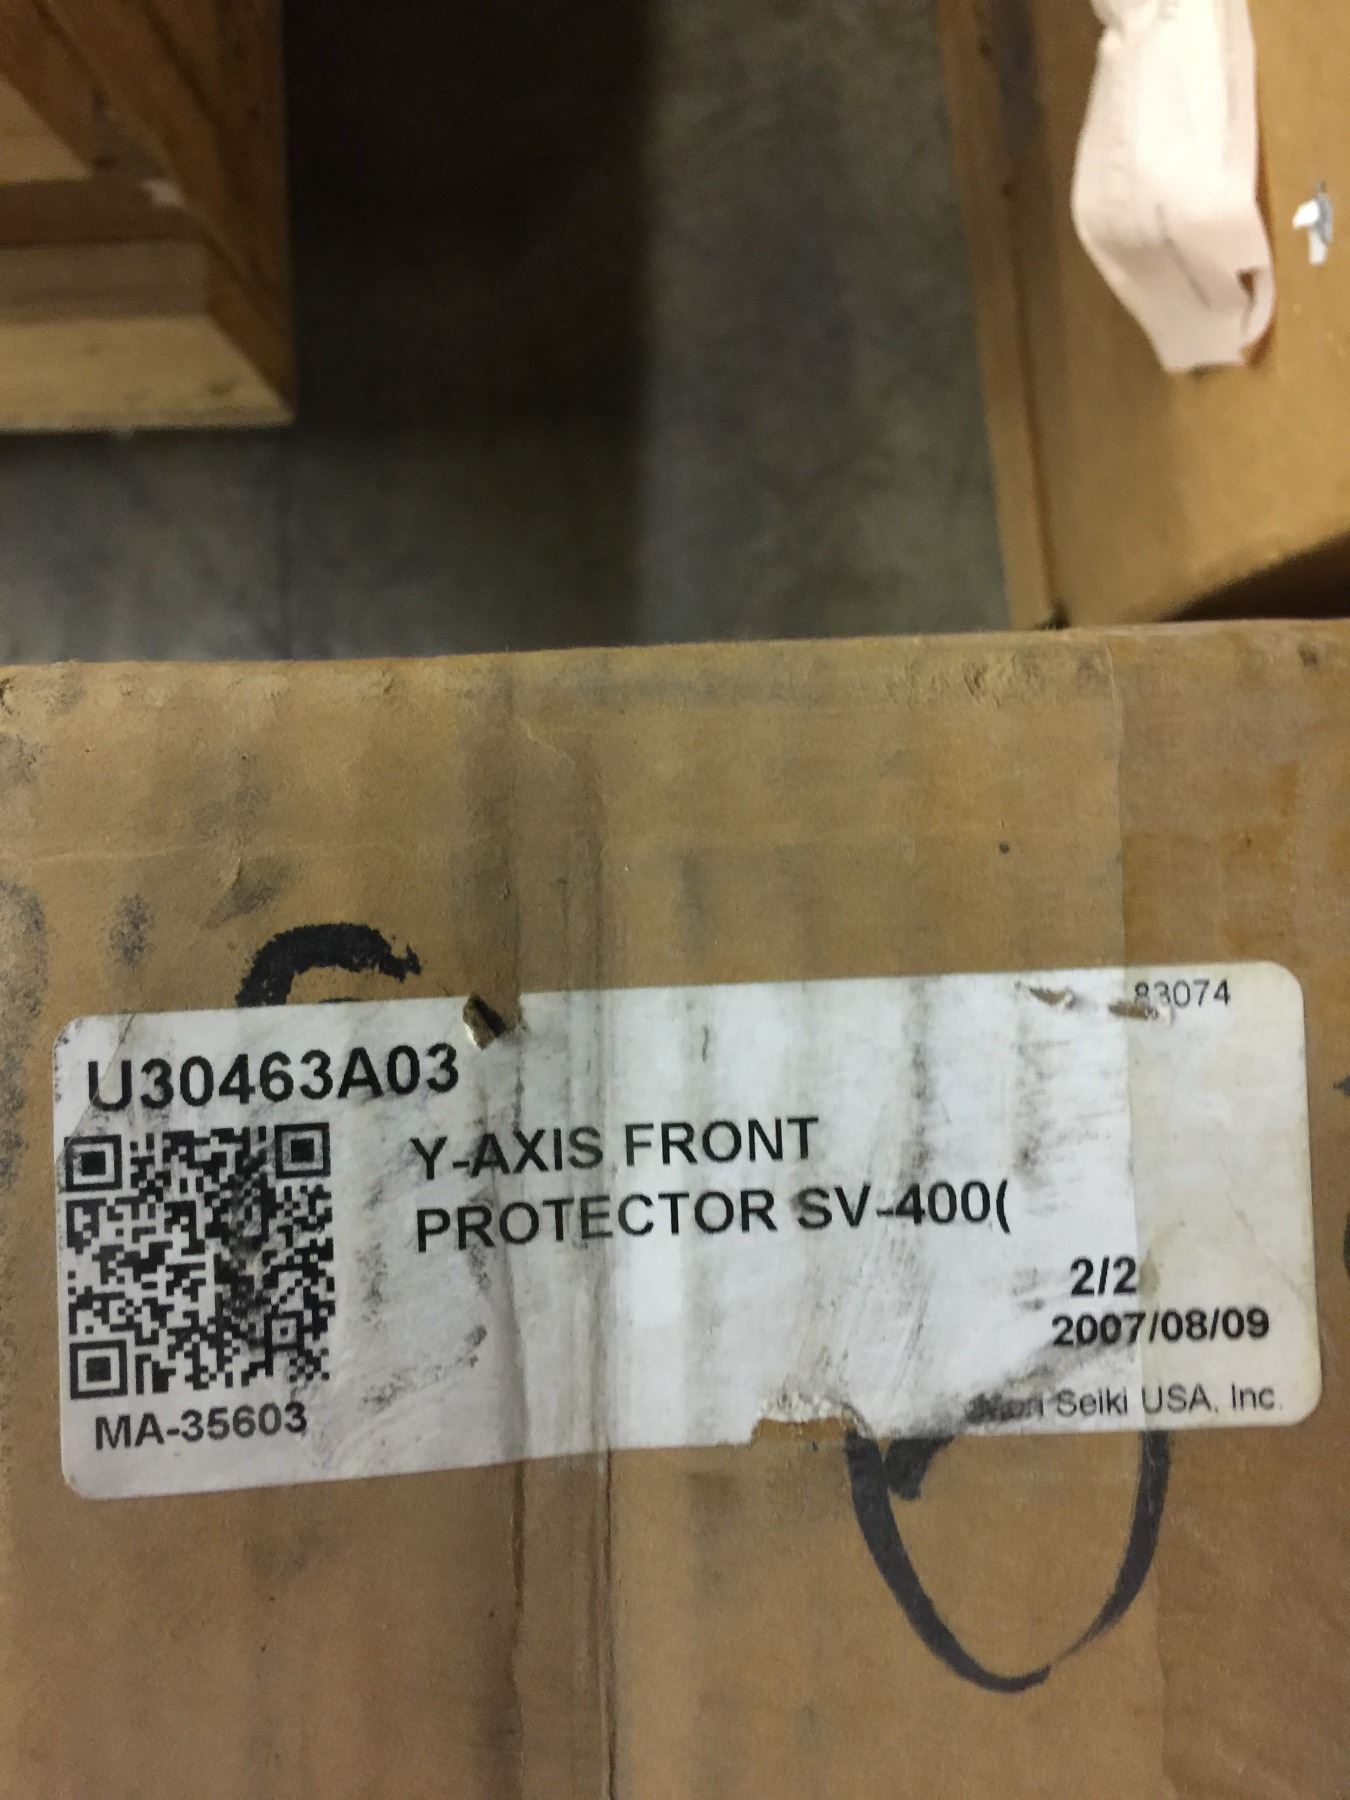 83074
U30463A03
Y-AXIS FRONT
PROTECTOR SV-400(
2/2
2007/08/09
Seiki USA, Inc.
MA-35603